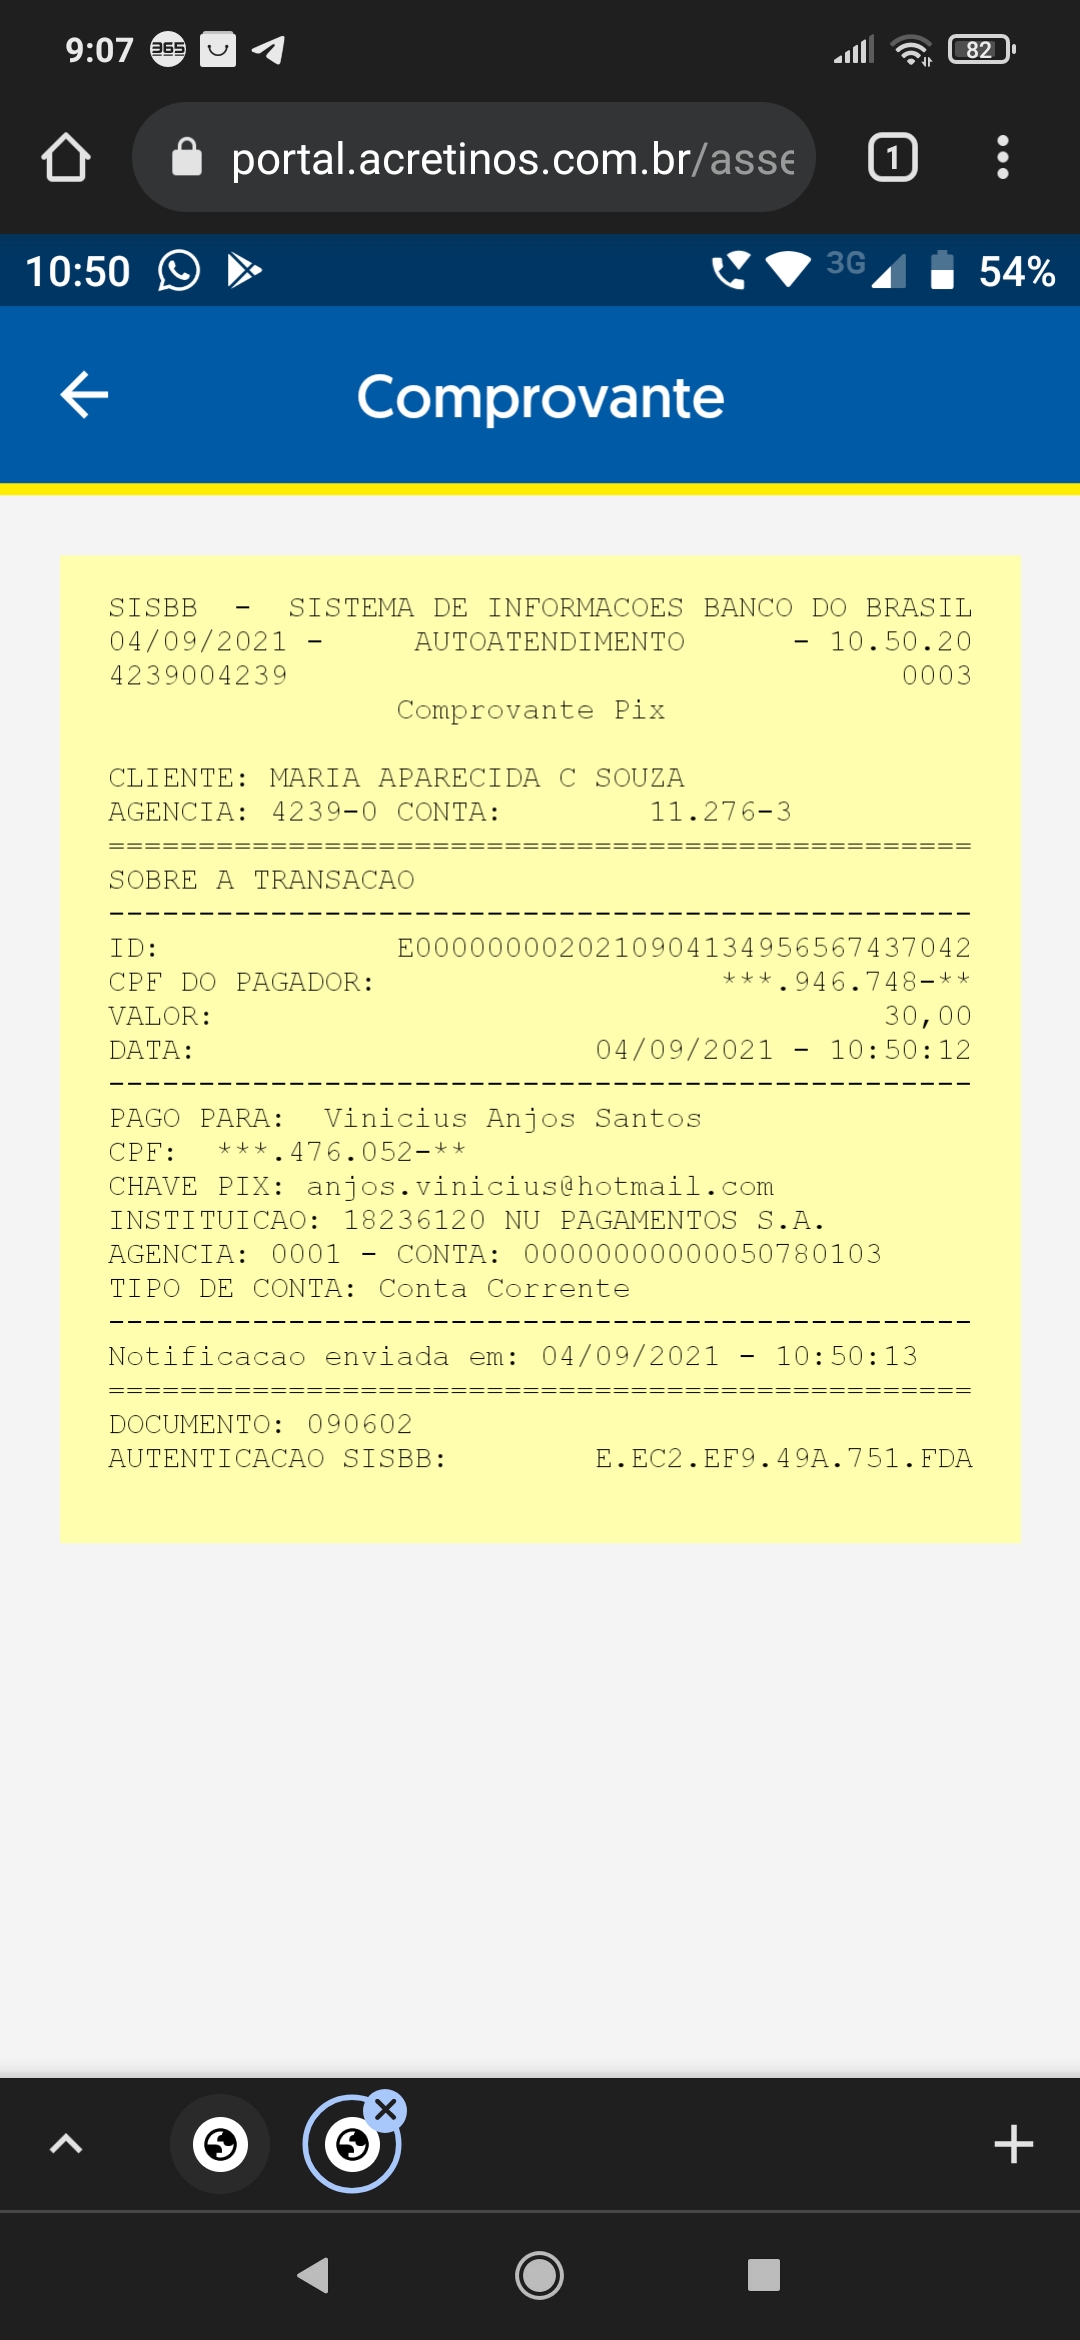 9:07 365 82
portal.acretinos.com.br/asse 1
10:50 3G 54%
Comprovante
SISBB - SISTEMA DE INFORMACOES BANCO DO BRASIL
04/09/2021 - AUTOATENDIMENTO - 10.50.20
4239004239 0003
Comprovante Pix
CLIENTE: MARIA APARECIDA C SOUZA
AGENCIA: 4239-0 CONTA: 11.276-3
================================================
SOBRE A TRANSACAO
------------------------------------------------
ID: E0000000020210904134956567437042
CPF DO PAGADOR: ***.946.748-**
VALOR: 30,00
DATA: 04/09/2021 - 10:50:12
------------------------------------------------
PAGO PARA: Vinicius Anjos Santos
CPF: ***.476.052-**
CHAVE PIX: anjos.vinicius@hotmail.com
INSTITUICAO: 18236120 NU PAGAMENTOS S.A.
AGENCIA: 0001 - CONTA: 00000000000050780103
TIPO DE CONTA: Conta Corrente
------------------------------------------------
Notificacao enviada em: 04/09/2021 - 10:50:13
================================================
DOCUMENTO: 090602
AUTENTICACAO SISBB: E.EC2.EF9.49A.751.FDA